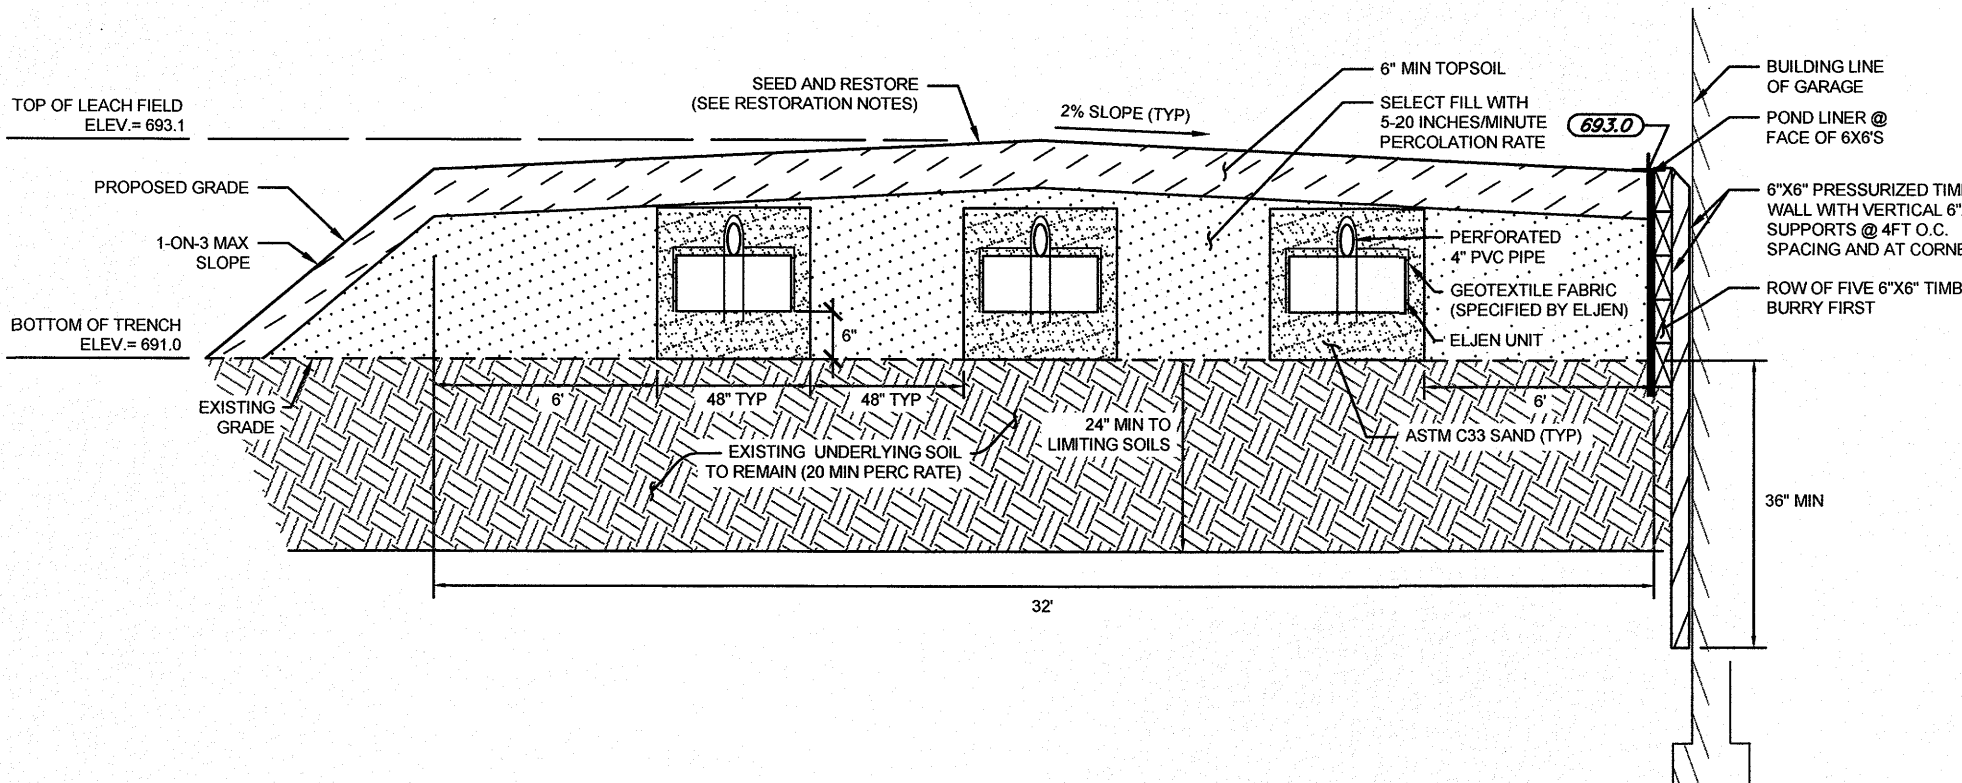 TOP OF LEACH FIELD
ELEV.= 693.1
SEED AND RESTORE
(SEE RESTORATION NOTES)
2% SLOPE (TYP)
6" MIN TOPSOIL
SELECT FILL WITH
5-20 INCHES/MINUTE
PERCOLATION RATE
693.0
BUILDING LINE
OF GARAGE
POND LINER @
FACE OF 6X6'S
PROPOSED GRADE
1-ON-3 MAX
SLOPE
6"X6" PRESSURIZED
WALL WITH VERTICAL 6"
SUPPORTS @ 4FT O.C.
SPACING AND AT
PERFORATED
4" PVC PIPE
GEOTEXTILE FABRIC
(SPECIFIED BY ELJEN)
ELJEN UNIT
ROW OF FIVE 6"X6"
BURRY FIRST
BOTTOM OF TRENCH
ELEV.= 691.0
6"
EXISTING
GRADE
6'
48" TYP
48" TYP
6'
24" MIN TO
LIMITING SOILS
ASTM C33 SAND (TYP)
EXISTING UNDERLYING SOIL
TO REMAIN (20 MIN PERC RATE)
36" MIN
32'